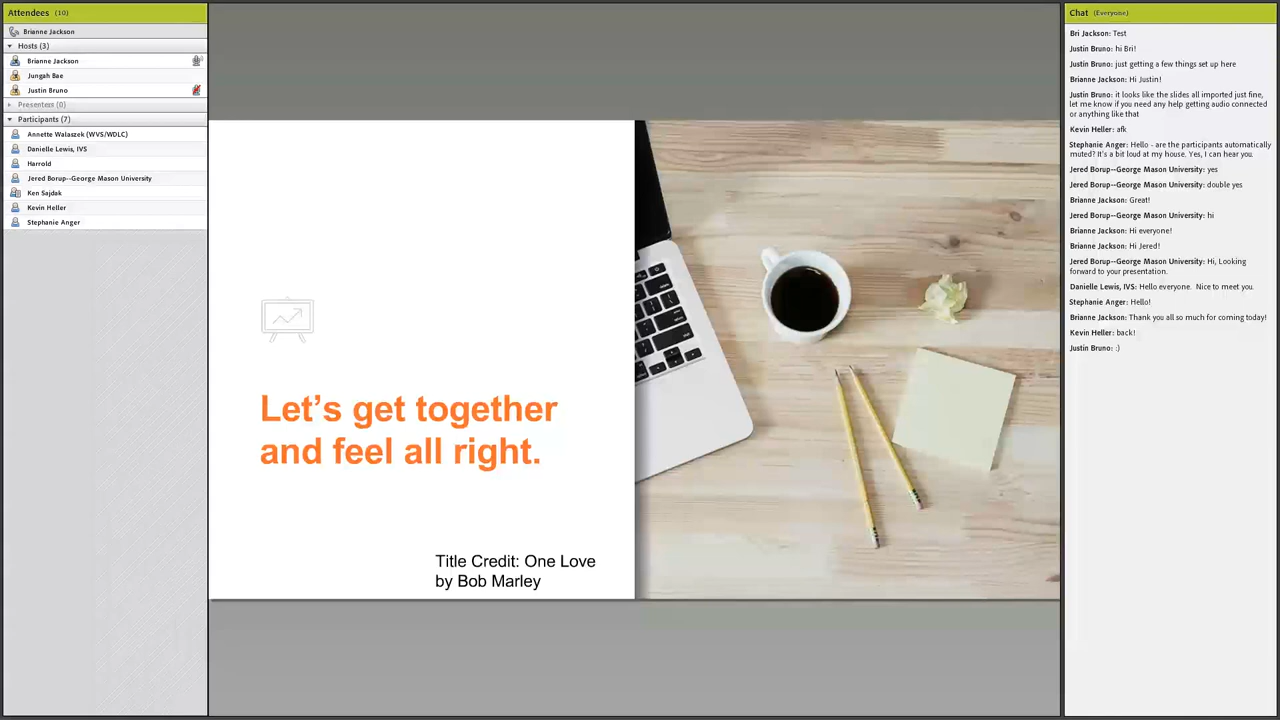 Attendees (10)
Brianne Jackson
Hosts (3)
Brianne Jackson
Jungah Bae
Justin Bruno
Presenters (0)
Participants (7)
Annette Walaszek (WVS/WDLC)
Danielle Lewis, IVS
Harrold
Jered Borup--George Mason University
Ken Sajdak
Kevin Heller
Stephanie Anger
Let’s get together
and feel all right.
Title Credit: One Love
by Bob Marley
Chat (Everyone)
Bri Jackson: Test
Justin Bruno: hi Bri!
Justin Bruno: just getting a few things set up here
Brianne Jackson: Hi Justin!
Justin Bruno: it looks like the slides all imported just fine,
let me know if you need any help getting audio connected
or anything like that
Kevin Heller: afk
Stephanie Anger: Hello - are the participants automatically
muted? It's a bit loud at my house. Yes, I can hear you.
Jered Borup--George Mason University: yes
Jered Borup--George Mason University: double yes
Brianne Jackson: Great!
Jered Borup--George Mason University: hi
Brianne Jackson: Hi everyone!
Brianne Jackson: Hi Jered!
Jered Borup--George Mason University: Hi, Looking
forward to your presentation.
Danielle Lewis, IVS: Hello everyone. Nice to meet you.
Stephanie Anger: Hello!
Brianne Jackson: Thank you all so much for coming today!
Kevin Heller: back!
Justin Bruno: :)